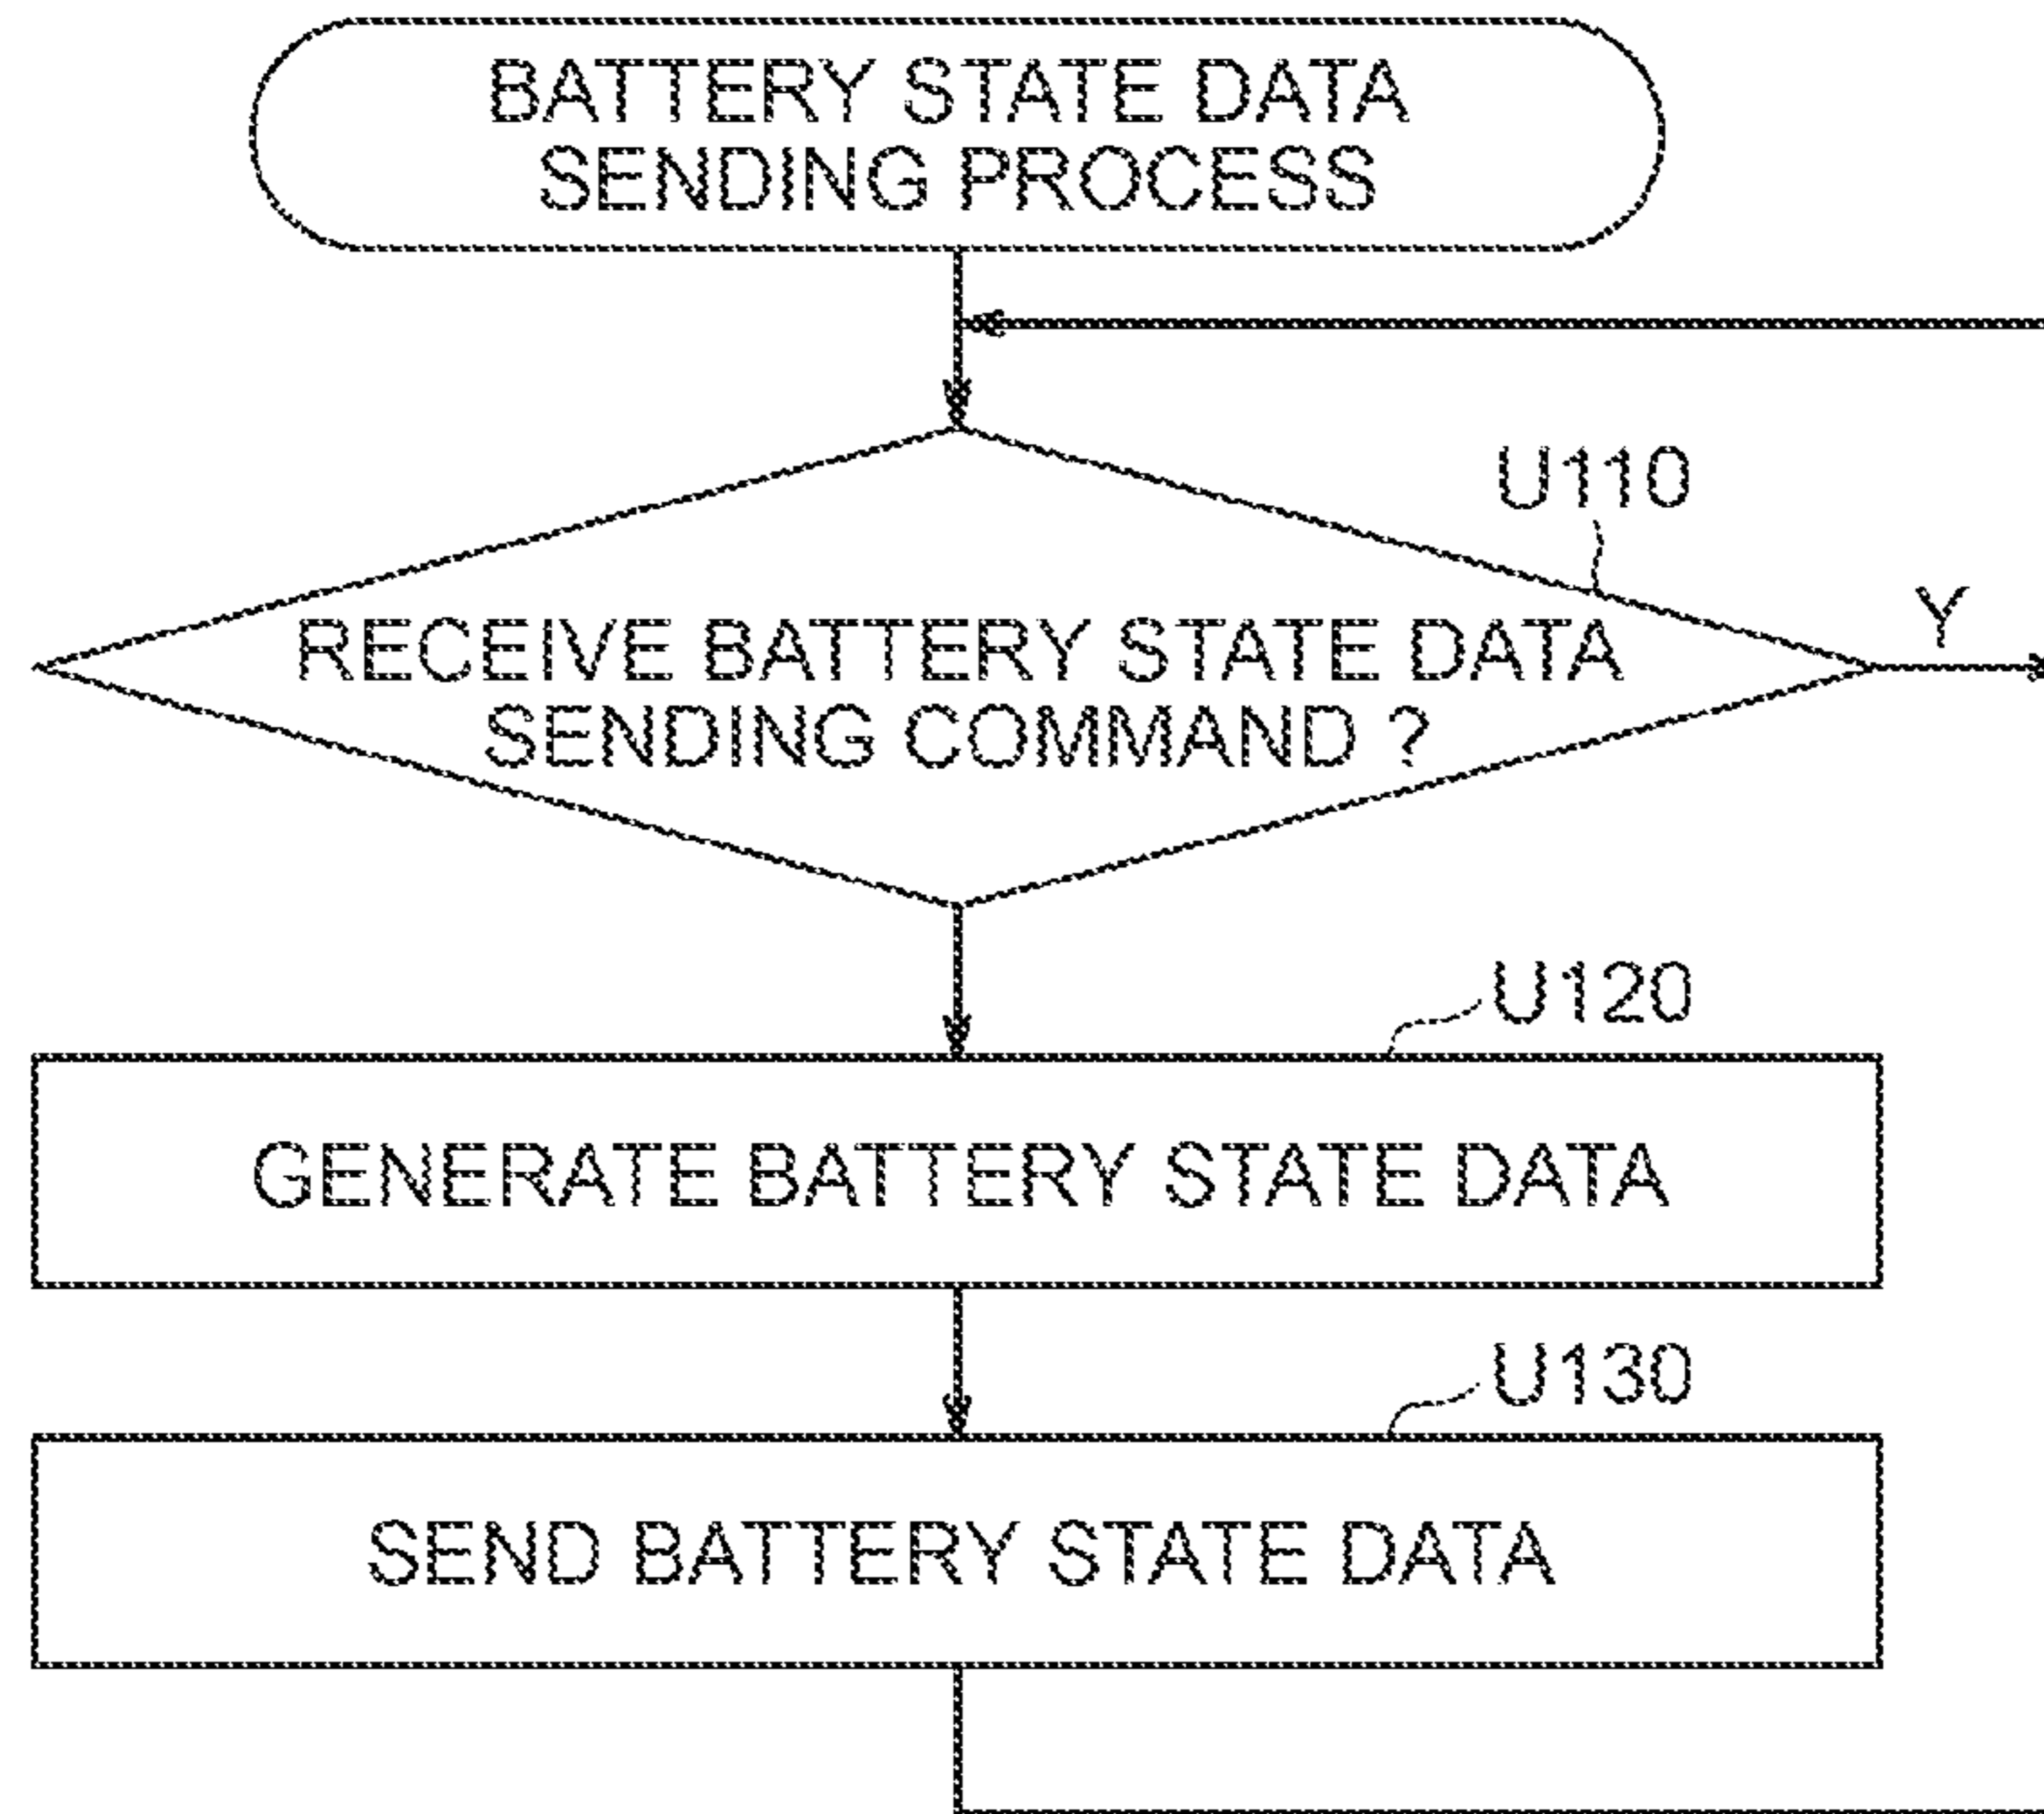 BATTERY STATE DATA
SENDING PROCESS
U110
Y
RECEIVE BATTERY STATE DATA
SENDING COMMAND ?
U120
GENERATE BATTERY STATE DATA
U130
SEND BATTERY STATE DATA